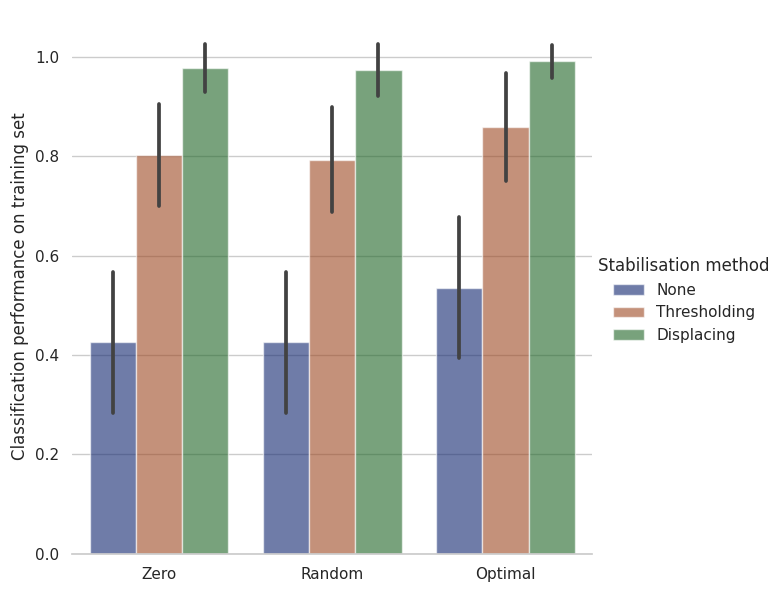 Classification performance on training set
1.0
0.8
0.6
0.4
0.2
0.0
Zero
Random
Optimal
Stabilisation method
None
Thresholding
Displacing